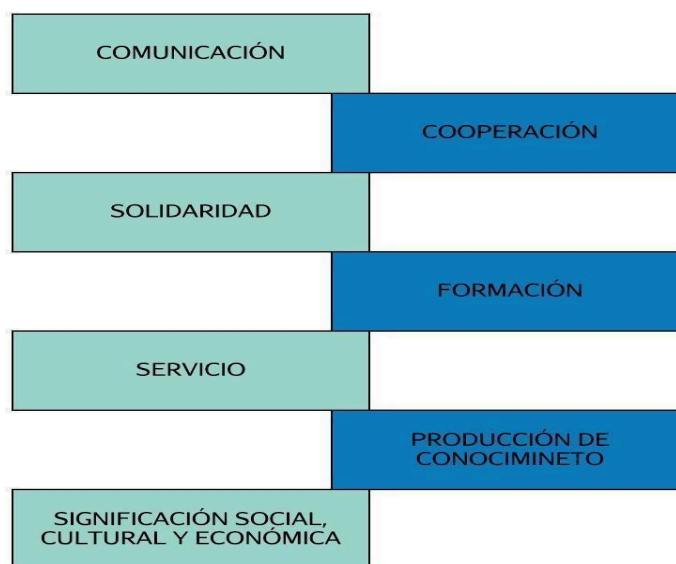 COMUNICACIÓN
COOPERACIÓN
SOLIDARIDAD
FORMACIÓN
SERVICIO
PRODUCCIÓN DE
CONOCIMINETO
SIGNIFICACIÓN SOCIAL,
CULTURAL Y ECONÓMICA